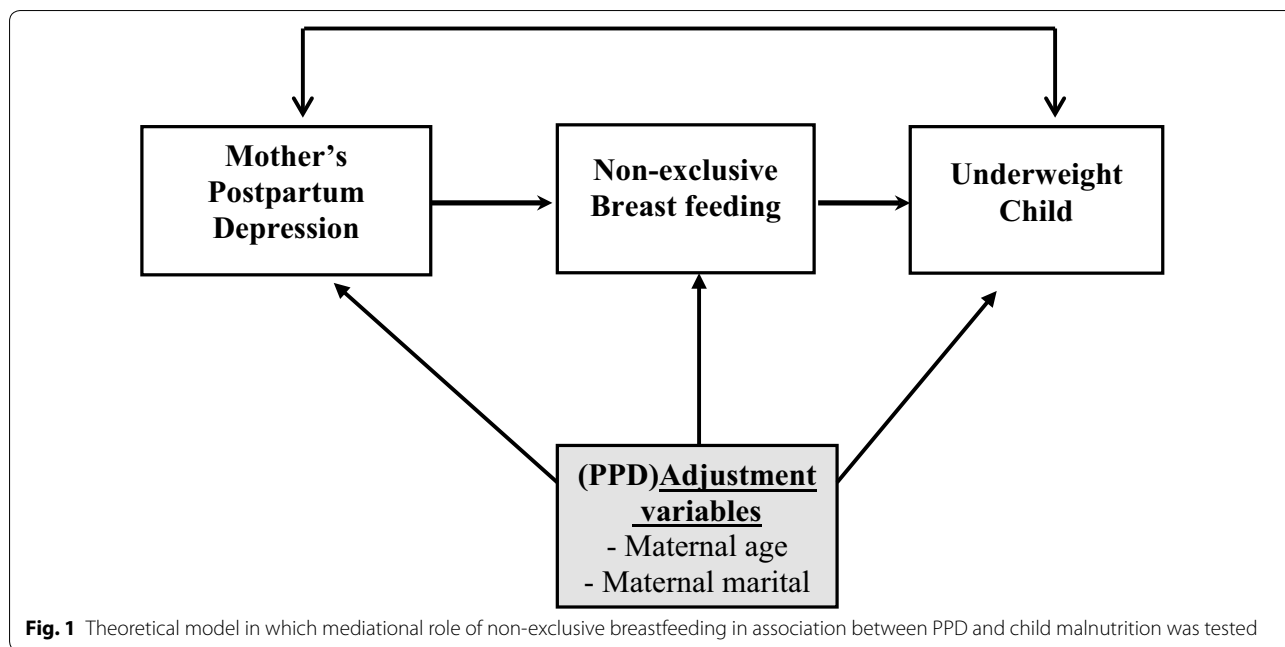 Mother’s
Postpartum
Depression
Non-exclusive
Breast feeding
Underweight
Child
(PPD)Adjustment
variables
- Maternal age
- Maternal marital
Fig. 1 Theoretical model in which mediational role of non-exclusive breastfeeding in association between PPD and child malnutrition was tested